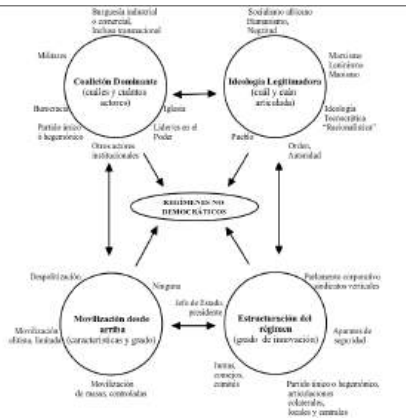 Burguesía industrial
o comercial,
Incluso transnacional
Militares
Coalición Dominante
(cuáles y cuántos
actores)
Burocracia
Iglesia
Partido único
o hegemónico
Líderes en el
Poder
Otros actores
institucionales
Socialismo africano
Humanismo,
Negritud
Marxismo
Leninismo
Maoismo
Ideología Legitimadora
(cuál y cuán
articulada)
Ideología
Tecnocrática
"Racionalística"
Pueblo
Orden,
Autoridad
REGÍMENES NO
DEMOCRÁTICOS
Despolitización
Ninguna
Movilización desde
arriba
(características y grado)
Movilización
limitada
Movilización
de masas, controladas
Jefe de Estado,
presidente
Parlamento corporativo
sindicatos verticales
Estructuración del
régimen
(grado de innovación)
Aparatos de
seguridad
Juntas,
consejos,
comités
Partido único o hegemónico,
articulaciones
colaterales,
locales y centrales